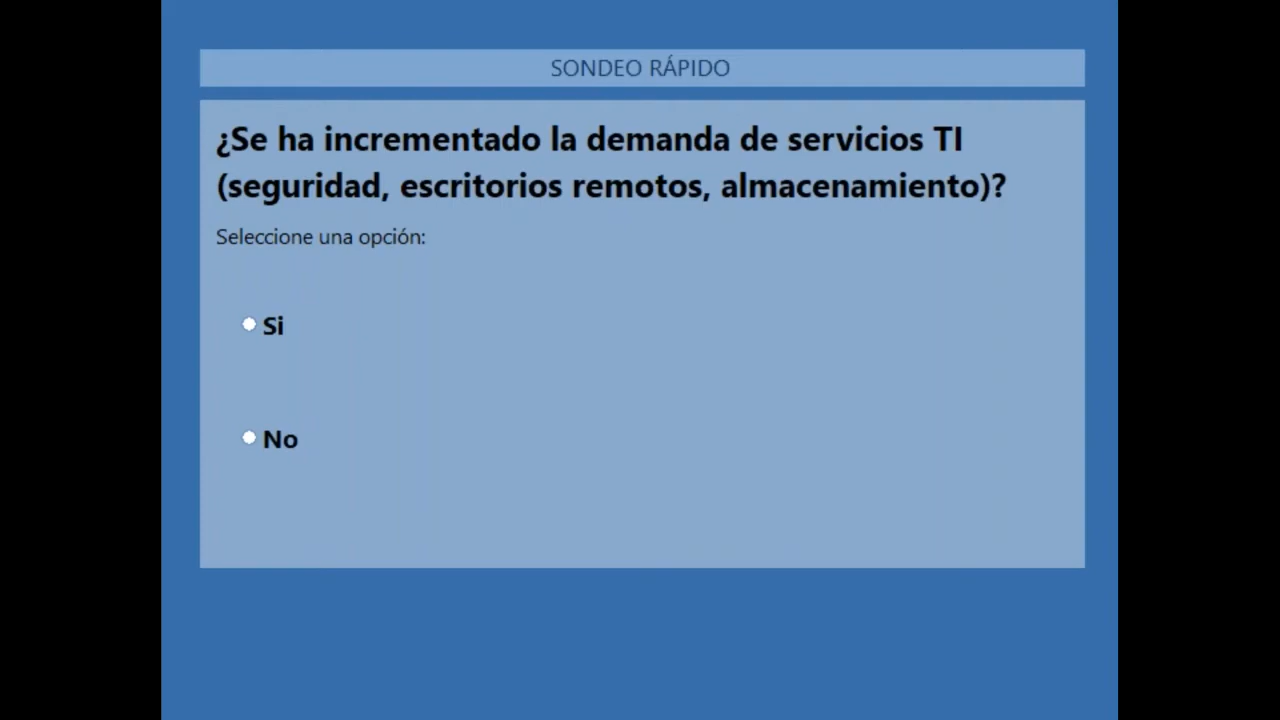 SONDEO RÁPIDO
¿Se ha incrementado la demanda de servicios TI
(seguridad, escritorios remotos, almacenamiento)?
Seleccione una opción:
Si
No